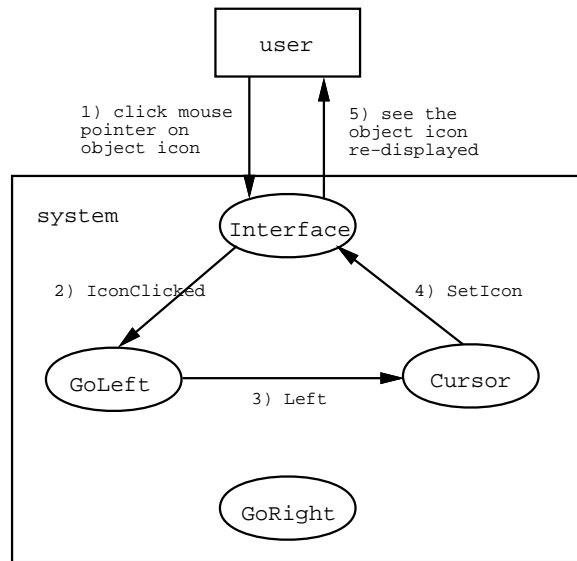 user
1) click mouse
pointer on
object icon
5) see the
object icon
re-displayed
system
Interface
2) IconClicked
4) SetIcon
GoLeft
Cursor
3) Left
GoRight